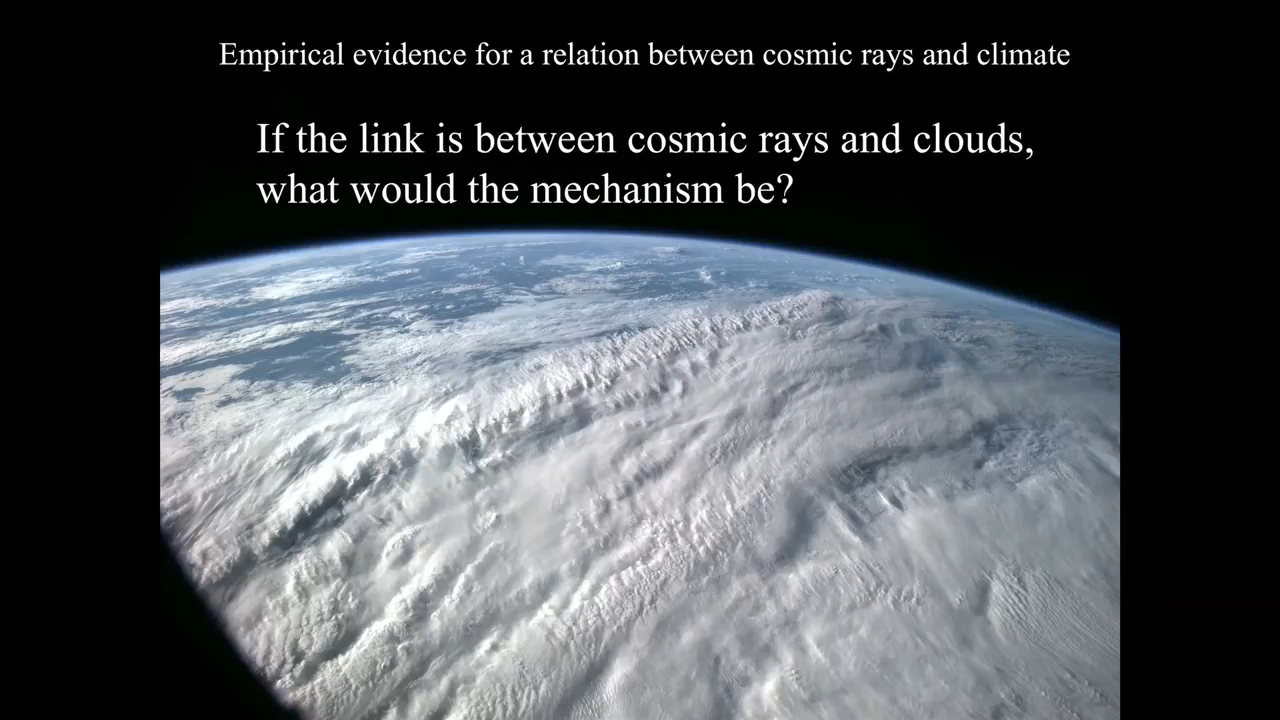 Empirical evidence for a relation between cosmic rays and climate
If the link is between cosmic rays and clouds,
what would the mechanism be?